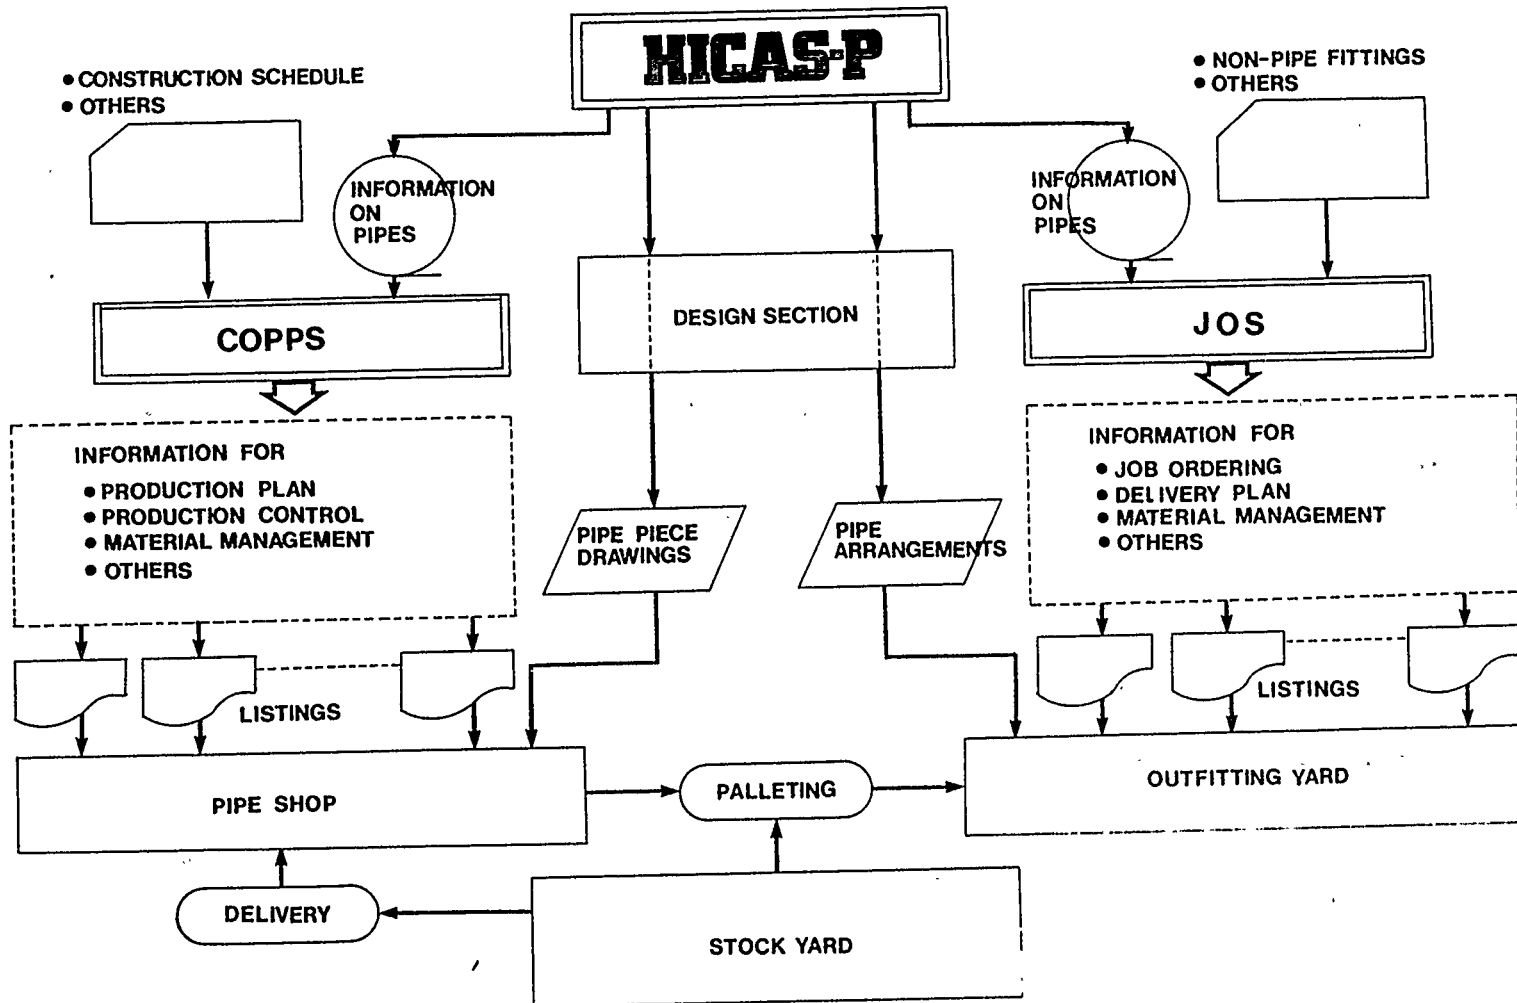 HICAS-P
• CONSTRUCTION SCHEDULE
• OTHERS
• NON-PIPE FITTINGS
• OTHERS
INFORMATION
ON
PIPES
INFORMATION
ON
PIPES
COPPS
DESIGN SECTION
JOS
INFORMATION FOR
• PRODUCTION PLAN
• PRODUCTION CONTROL
• MATERIAL MANAGEMENT
• OTHERS
PIPE PIECE
DRAWINGS
PIPE
ARRANGEMENTS
INFORMATION FOR
• JOB ORDERING
• DELIVERY PLAN
• MATERIAL MANAGEMENT
• OTHERS
LISTINGS
LISTINGS
PIPE SHOP
PALLETING
OUTFITTING YARD
DELIVERY
STOCK YARD